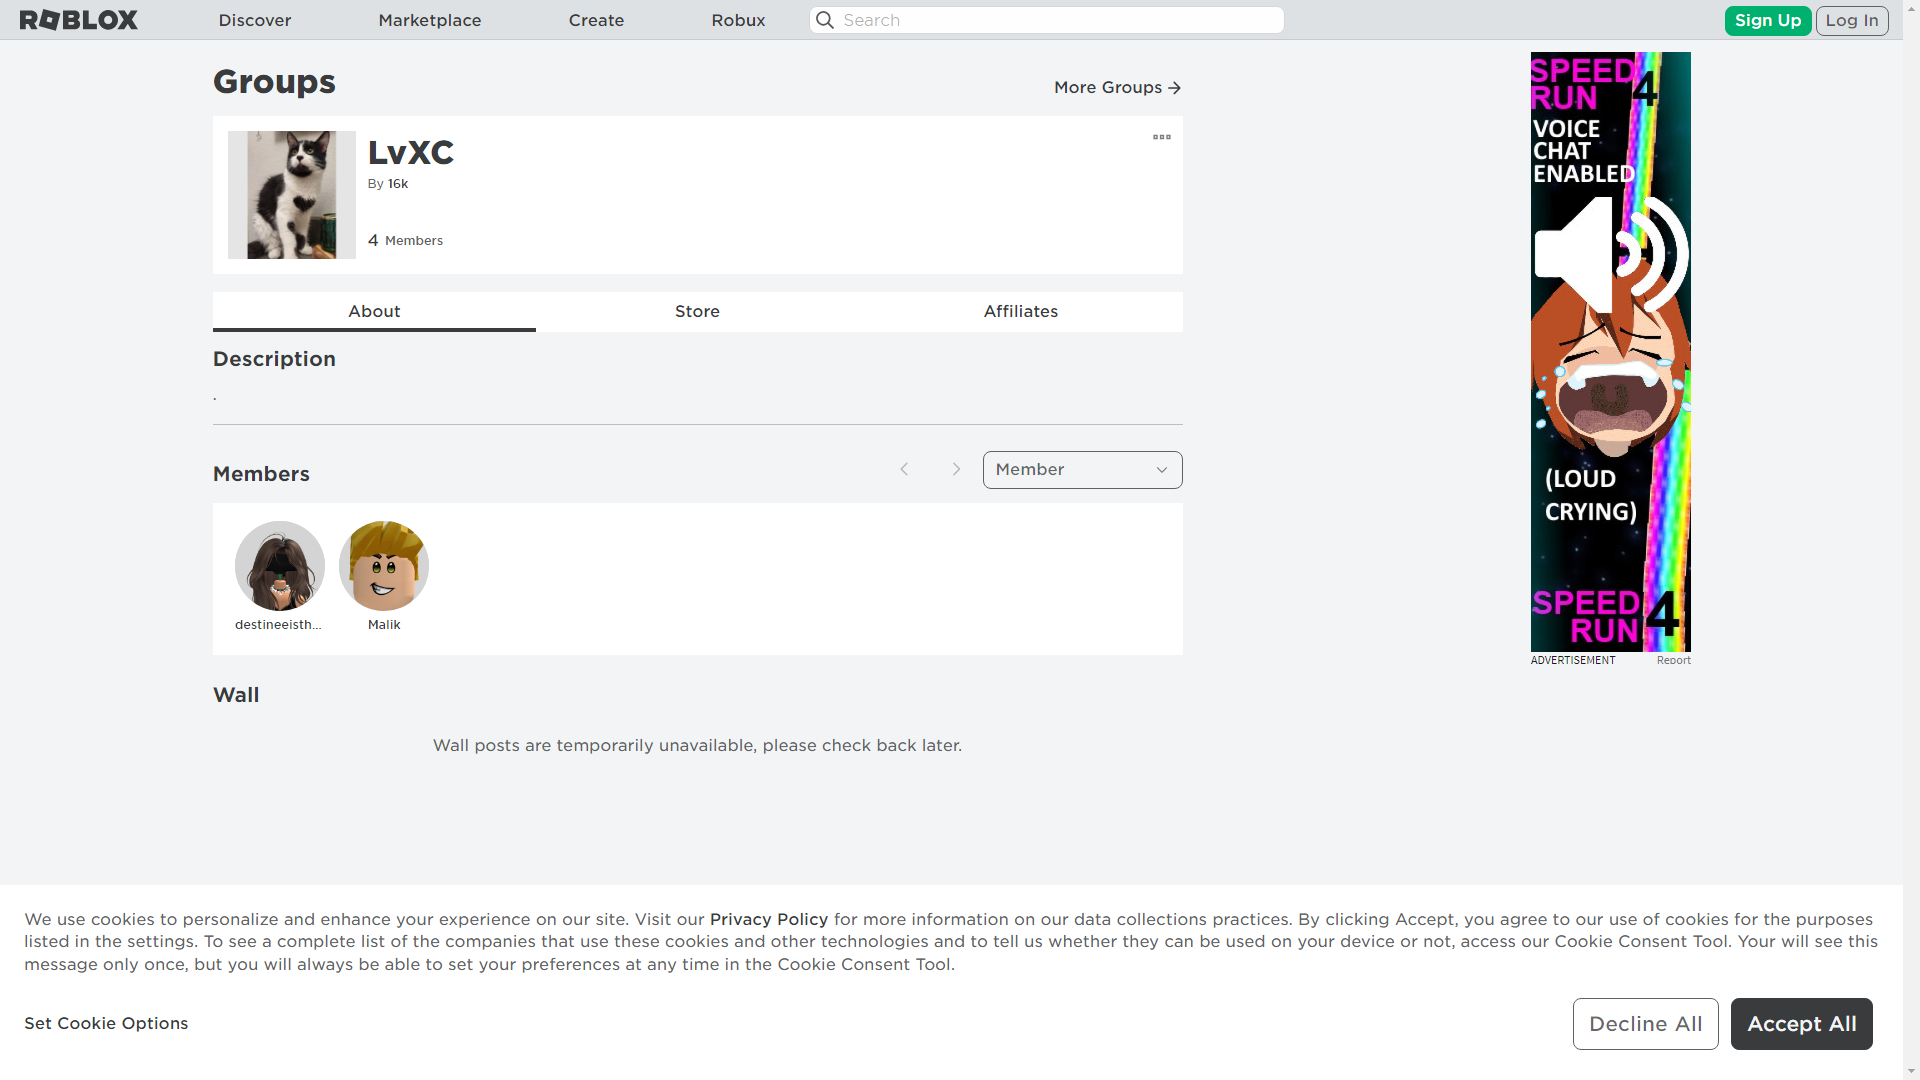 ROBLOX
Discover
Marketplace
Create
Robux
Search
Sign Up
Log In
Groups
More Groups
LvXC
By 16k
4 Members
About
Store
Affiliates
Description
.
Members
Member
destineeisth...
Malik
Wall
Wall posts are temporarily unavailable, please check back later.
SPEED
RUN 4
VOICE
CHAT
ENABLED
(LOUD
CRYING)
SPEED
RUN 4
ADVERTISEMENT
Report
We use cookies to personalize and enhance your experience on our site. Visit our Privacy Policy for more information on our data collections practices. By clicking Accept, you agree to our use of cookies for the purposes
listed in the settings. To see a complete list of the companies that use these cookies and other technologies and to tell us whether they can be used on your device or not, access our Cookie Consent Tool. Your will see this
message only once, but you will always be able to set your preferences at any time in the Cookie Consent Tool.
Set Cookie Options
Decline All
Accept All